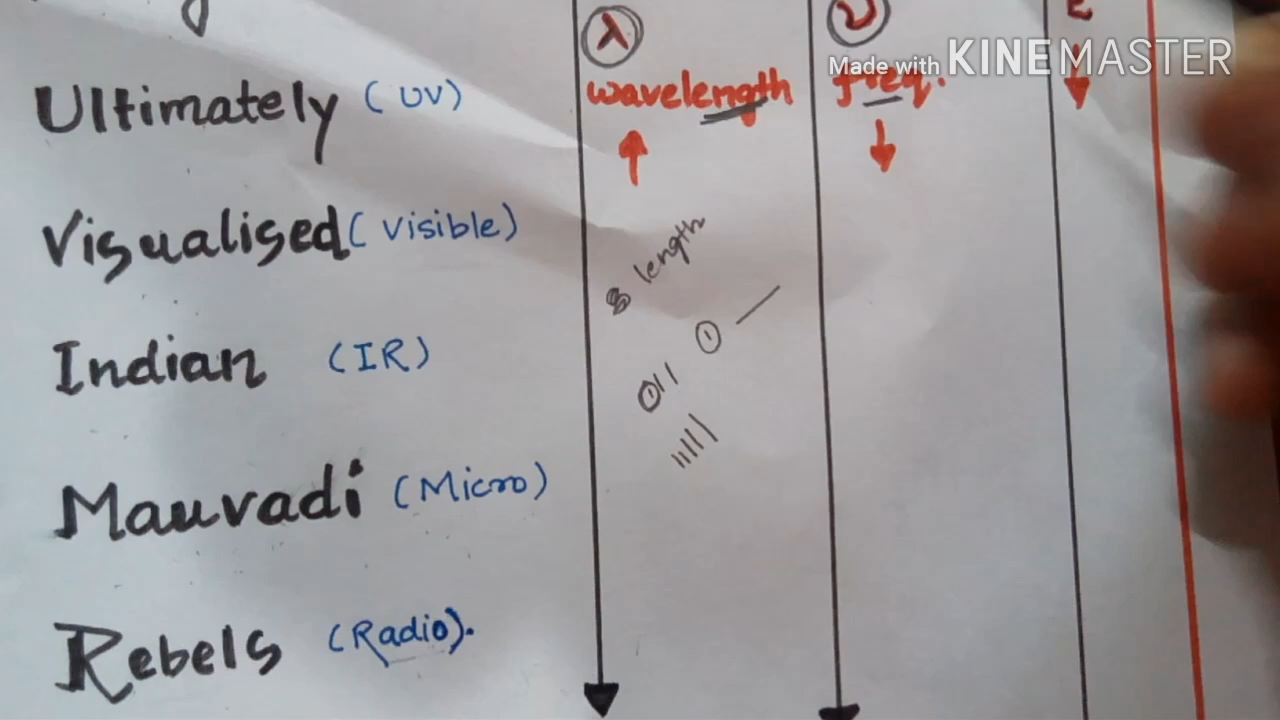 λ
υ
E
Made with KINEMASTER
Ultimately (UV)
wavelength
freq.
Visualised (Visible)
length
Indian (IR)
Mauvadi (Micro)
Rebels (Radio).